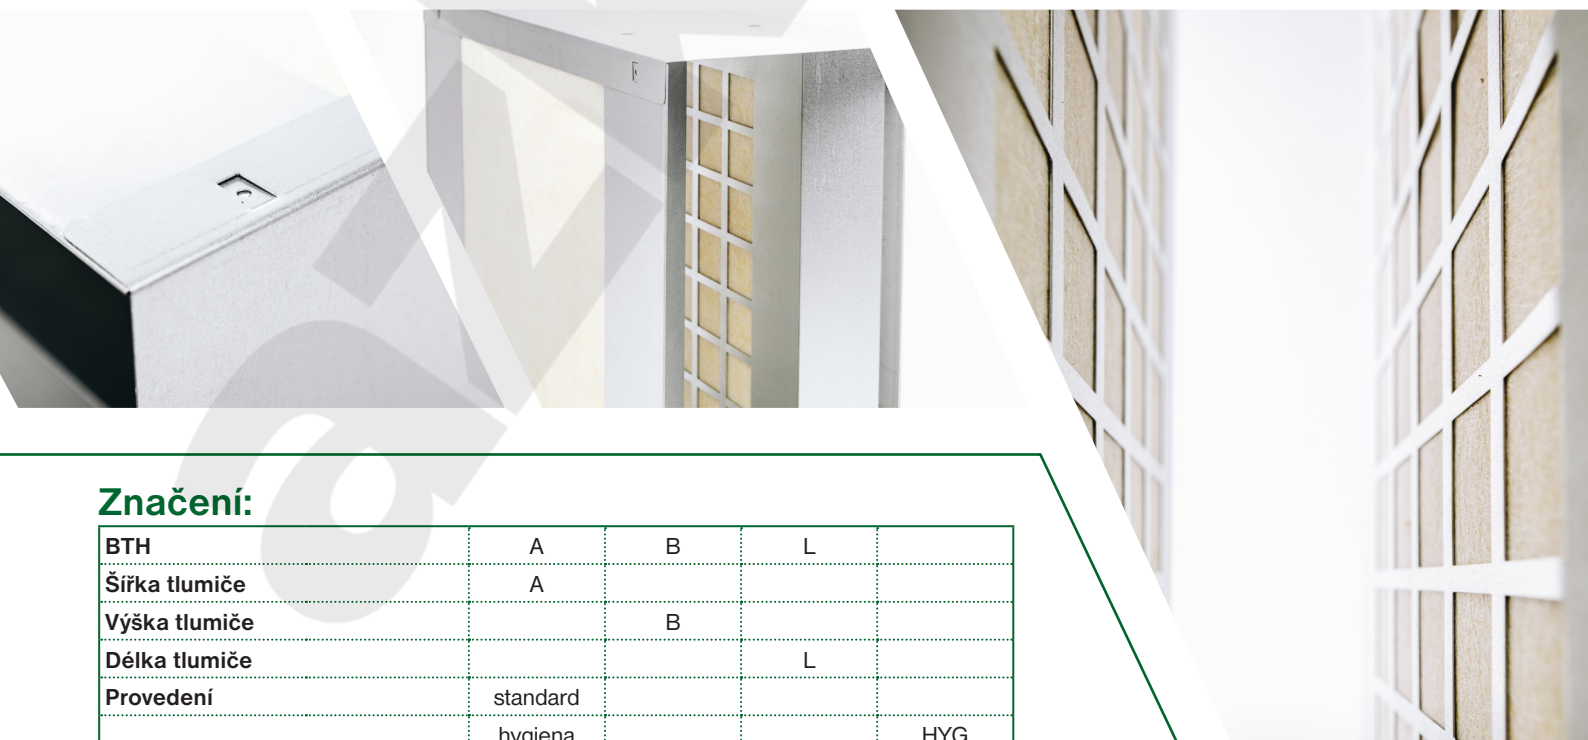 Značení:
BTH A B L
Šířka tlumiče A
Výška tlumiče B
Délka tlumiče L
Provedení standard
hygiena HYG